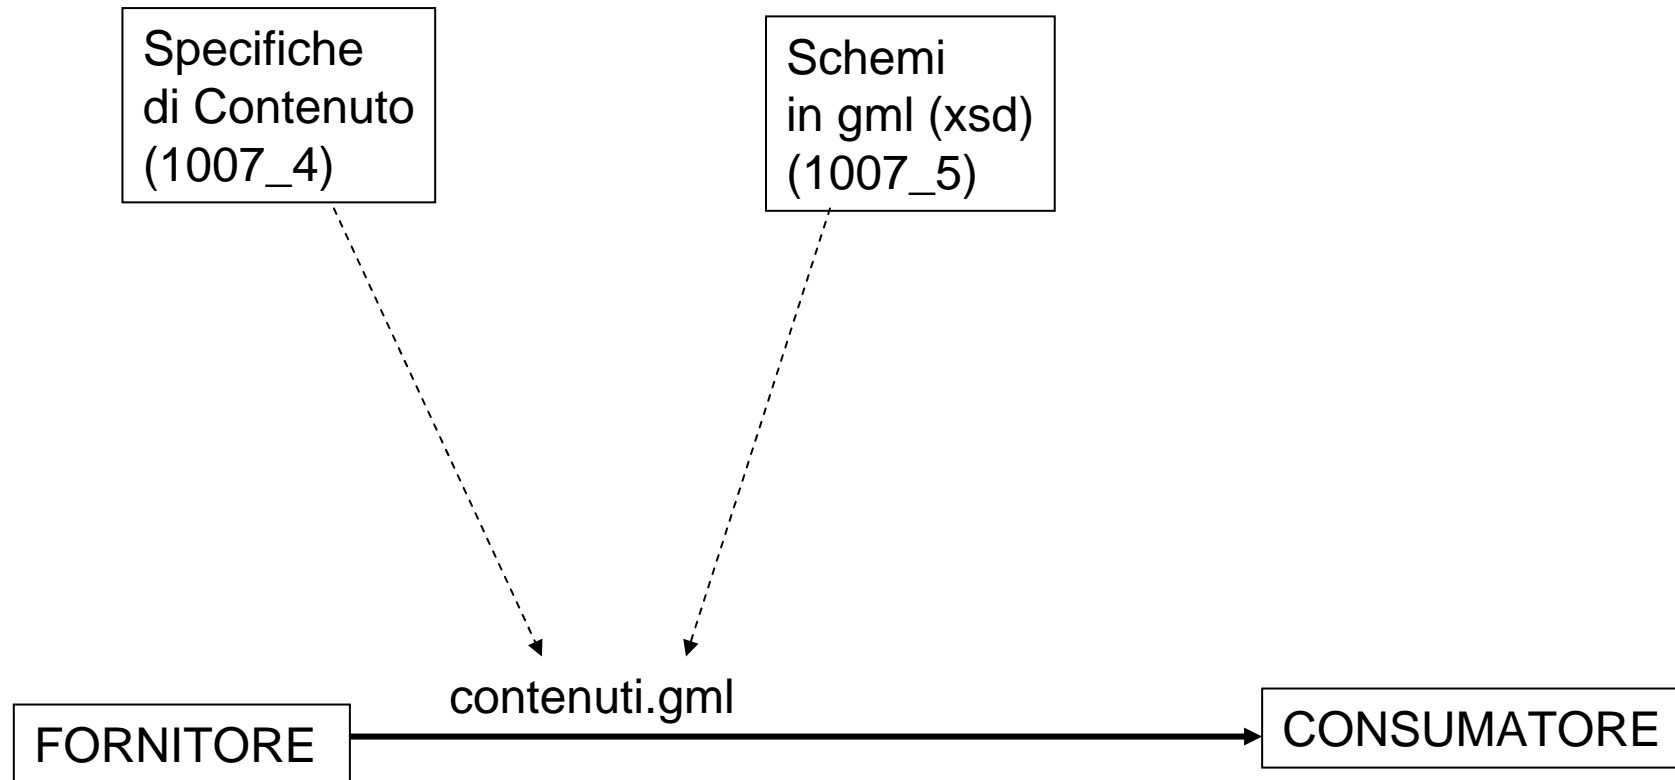 Specifiche
di Contenuto
(1007_4)
Schemi
in gml (xsd)
(1007_5)
contenuti.gml
FORNITORE
CONSUMATORE